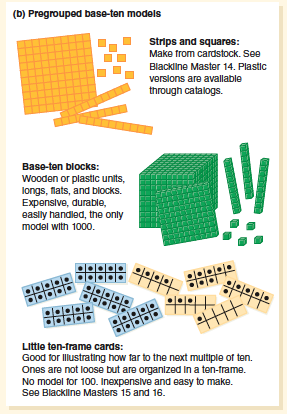 (b) Pregrouped base-ten models
Strips and squares:
Make from cardstock. See
Blackline Master 14. Plastic
versions are available
through catalogs.
Base-ten blocks:
Wooden or plastic units,
longs, flats, and blocks.
Expensive, durable,
easily handled, the only
model with 1000.
Little ten-frame cards:
Good for illustrating how far to the next multiple of ten.
Ones are not loose but are organized in a ten-frame.
No model for 100. Inexpensive and easy to make.
See Blackline Masters 15 and 16.